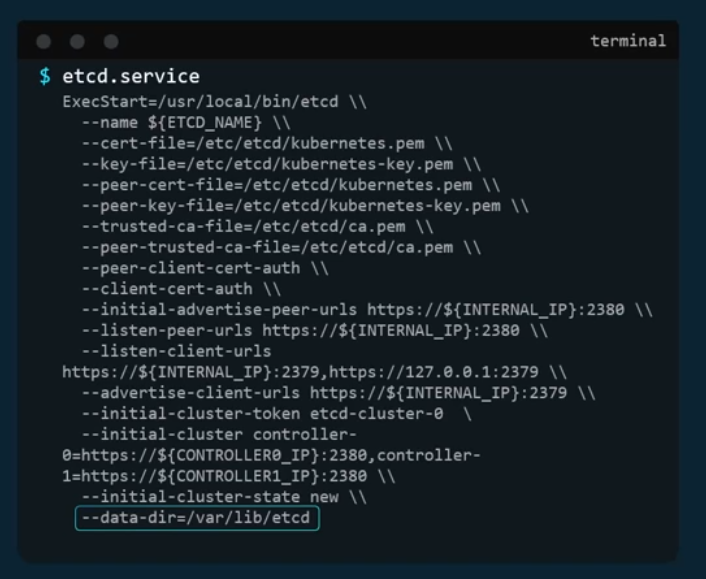 terminal
$ etcd.service
ExecStart=/usr/local/bin/etcd \\
--name ${ETCD_NAME} \\
--cert-file=/etc/etcd/kubernetes.pem \\
--key-file=/etc/etcd/kubernetes-key.pem \\
--peer-cert-file=/etc/etcd/kubernetes.pem \\
--peer-key-file=/etc/etcd/kubernetes-key.pem \\
--trusted-ca-file=/etc/etcd/ca.pem \\
--peer-trusted-ca-file=/etc/etcd/ca.pem \\
--peer-client-cert-auth \\
--client-cert-auth \\
--initial-advertise-peer-urls https://${INTERNAL_IP}:2380 \\
--listen-peer-urls https://${INTERNAL_IP}:2380 \\
--listen-client-urls
https://${INTERNAL_IP}:2379,https://127.0.0.1:2379 \\
--advertise-client-urls https://${INTERNAL_IP}:2379 \\
--initial-cluster-token etcd-cluster-0 \
--initial-cluster controller-
0=https://${CONTROLLER0_IP}:2380,controller-
1=https://${CONTROLLER1_IP}:2380 \\
--initial-cluster-state new \\
--data-dir=/var/lib/etcd